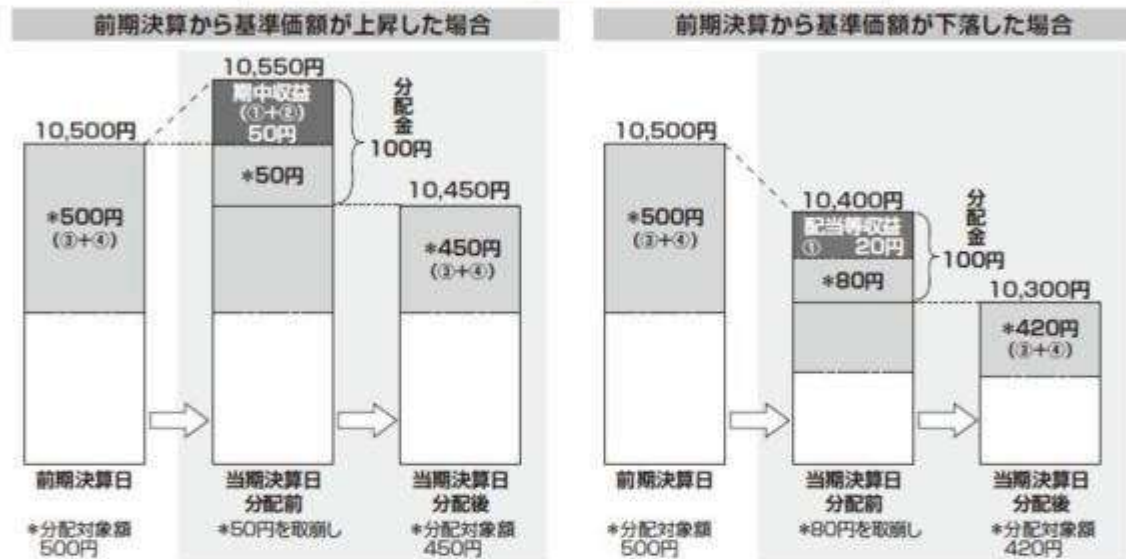 前期決算から基準価額が上昇した場合
10,500円
*500円
(③+④)
10,550円
期中収益
(①+②)
50円
*50円
分配金
100円
10,450円
*450円
(③+④)
前期決算日
当期決算日
分配前
当期決算日
分配後
*分配対象額
500円
*50円を取崩し
*分配対象額
450円
前期決算から基準価額が下落した場合
10,500円
*500円
(③+④)
10,400円
配当等収益
① 20円
*80円
分配金
100円
10,300円
*420円
(③+④)
前期決算日
当期決算日
分配前
当期決算日
分配後
*分配対象額
500円
*80円を取崩し
*分配対象額
420円